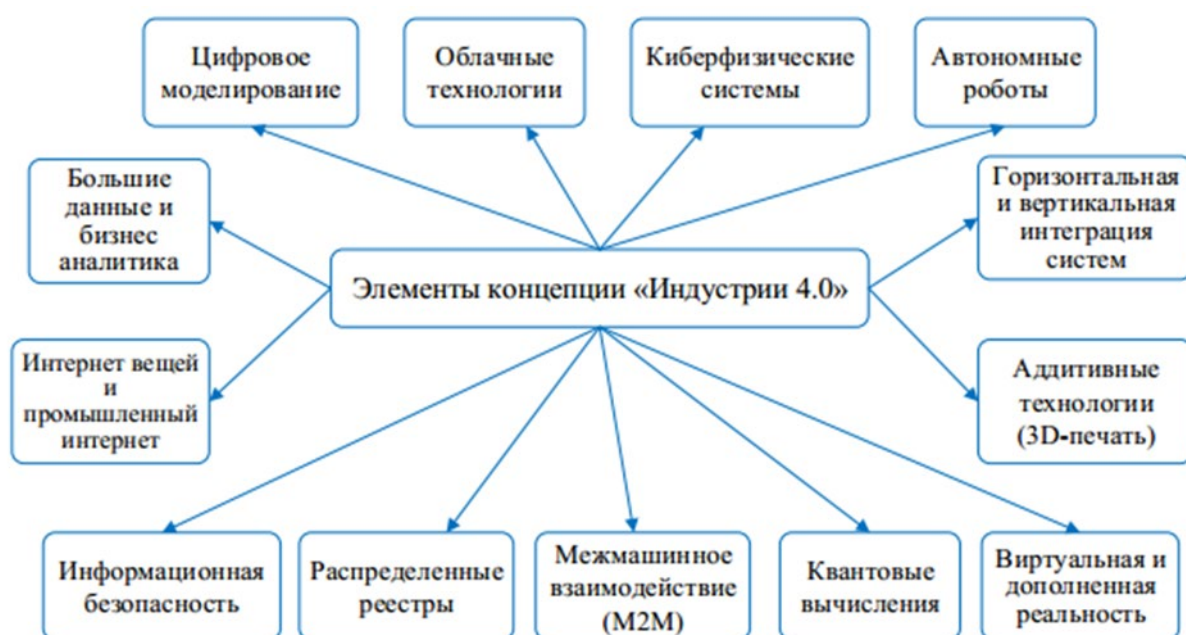 Цифровое
моделирование
Облачные
технологии
Киберфизические
системы
Автономные
роботы
Большие
данные и
бизнес
аналитика
Горизонтальная
и вертикальная
интеграция
систем
Элементы концепции «Индустрии 4.0»
Интернет вещей
и
промышленный
интернет
Аддитивные
технологии
(3D-печать)
Информационная
безопасность
Распределенные
реестры
Межмашинное
взаимодействие
(M2M)
Квантовые
вычисления
Виртуальная и
дополненная
реальность